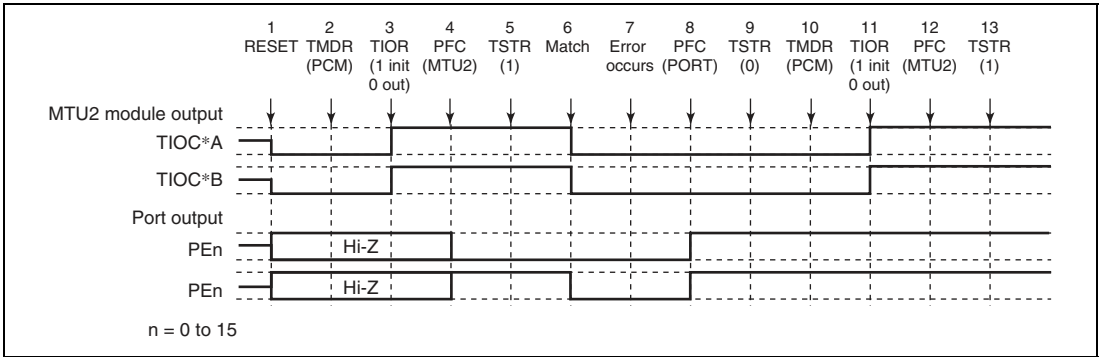 1 2 3 4 5 6 7 8 9 10 11 12 13
RESET TMDR TIOR PFC TSTR Match Error PFC TSTR TMDR TIOR PFC TSTR
(PCM) (1 init (MTU2) (1) occurs (PORT) (0) (PCM) (1 init (MTU2) (1)
0 out) 0 out)
MTU2 module output
TIOC*A
TIOC*B
Port output
PEn Hi-Z
PEn Hi-Z
n = 0 to 15